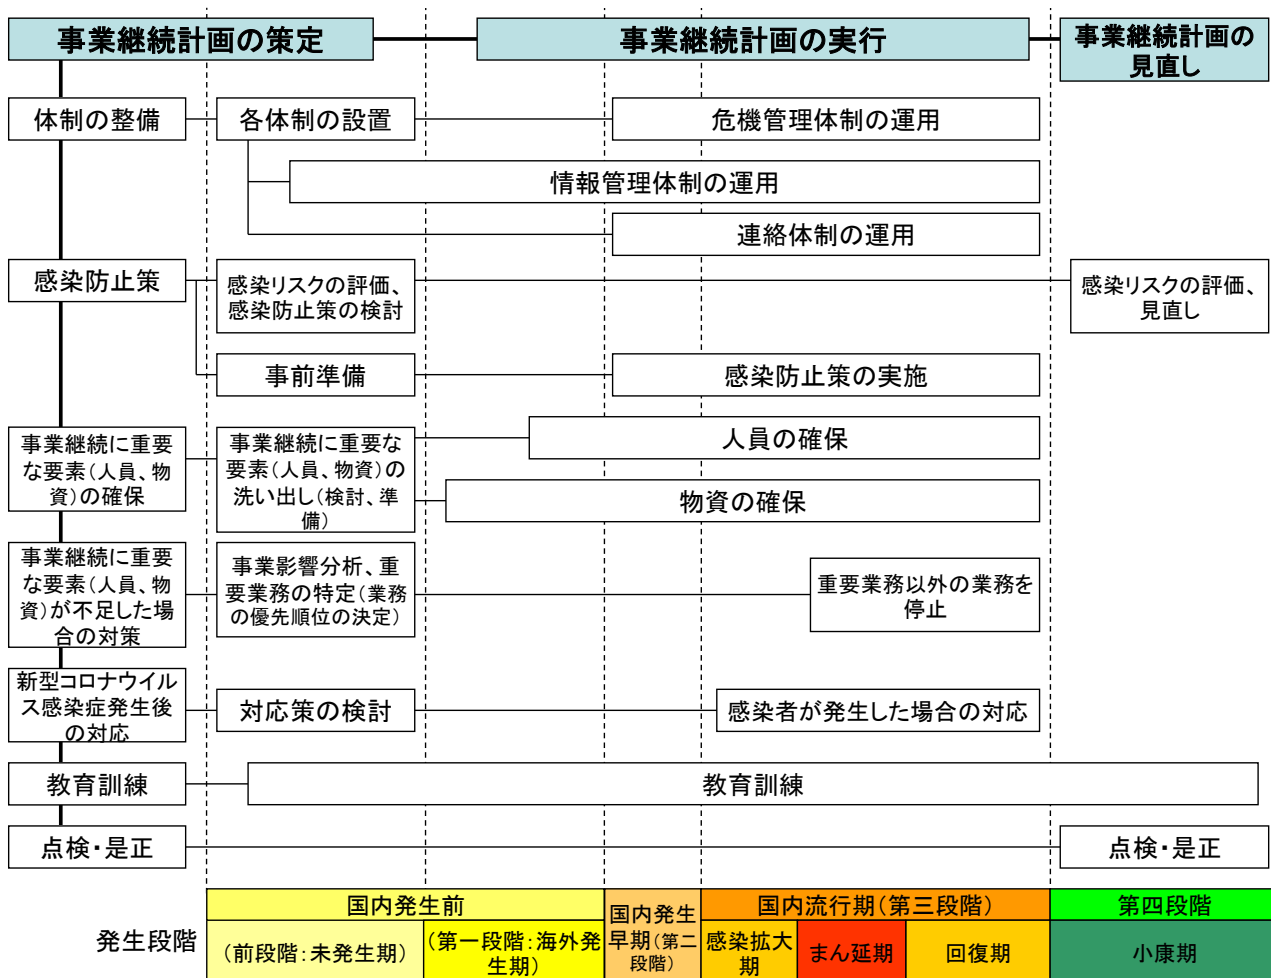 事業継続計画の策定
事業継続計画の実行
事業継続計画の
見直し
体制の整備
各体制の設置
危機管理体制の運用
情報管理体制の運用
連絡体制の運用
感染防止策
感染リスクの評価、
感染防止策の検討
感染リスクの評価、
見直し
事前準備
感染防止策の実施
事業継続に重要
な要素(人員、物
資)の確保
事業継続に重要な
要素(人員、物資)の
洗い出し(検討、準
備)
人員の確保
物資の確保
事業継続に重要
な要素(人員、物
資)が不足した場
合の対策
事業影響分析、重
要業務の特定(業務
の優先順位の決定)
重要業務以外の業務を
停止
新型コロナウイル
ス感染症発生後
の対応
対応策の検討
感染者が発生した場合の対応
教育訓練
教育訓練
点検・是正
点検・是正
発生段階
国内発生前
(前段階:未発生期)
(第一段階:海外発
生期)
国内発生
早期(第二
段階)
国内流行期(第三段階)
感染拡大
期
まん延期
回復期
第四段階
小康期